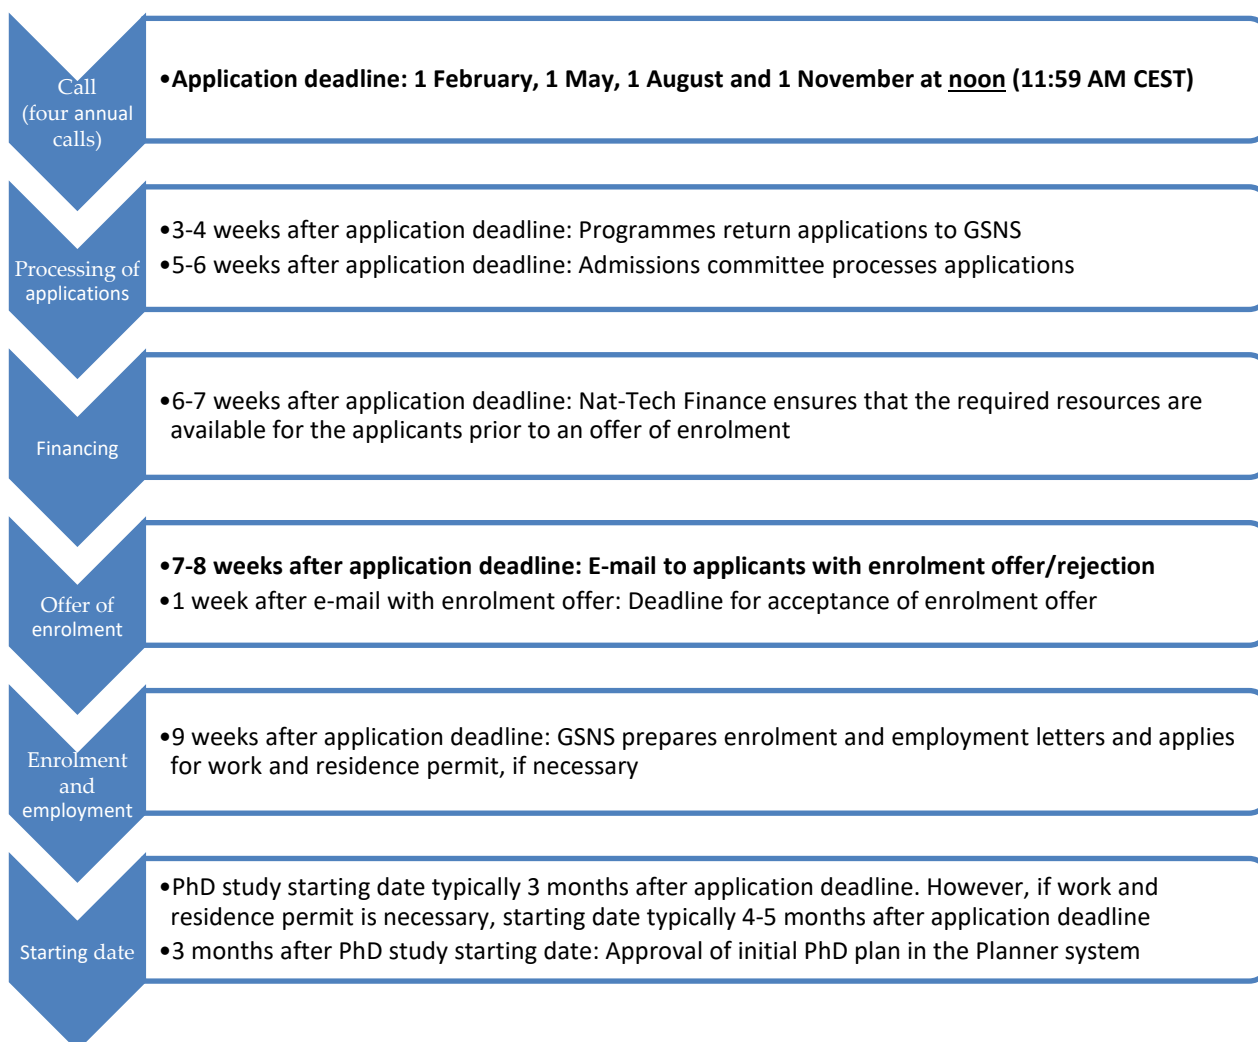 Call
(four annual
calls)
•Application deadline: 1 February, 1 May, 1 August and 1 November at noon (11:59 AM CEST)
Processing of
applications
•3-4 weeks after application deadline: Programmes return applications to GSNS
•5-6 weeks after application deadline: Admissions committee processes applications
Financing
•6-7 weeks after application deadline: Nat-Tech Finance ensures that the required resources are
available for the applicants prior to an offer of enrolment
Offer of
enrolment
•7-8 weeks after application deadline: E-mail to applicants with enrolment offer/rejection
•1 week after e-mail with enrolment offer: Deadline for acceptance of enrolment offer
Enrolment
and
employment
•9 weeks after application deadline: GSNS prepares enrolment and employment letters and applies
for work and residence permit, if necessary
Starting date
•PhD study starting date typically 3 months after application deadline. However, if work and
residence permit is necessary, starting date typically 4-5 months after application deadline
•3 months after PhD study starting date: Approval of initial PhD plan in the Planner system